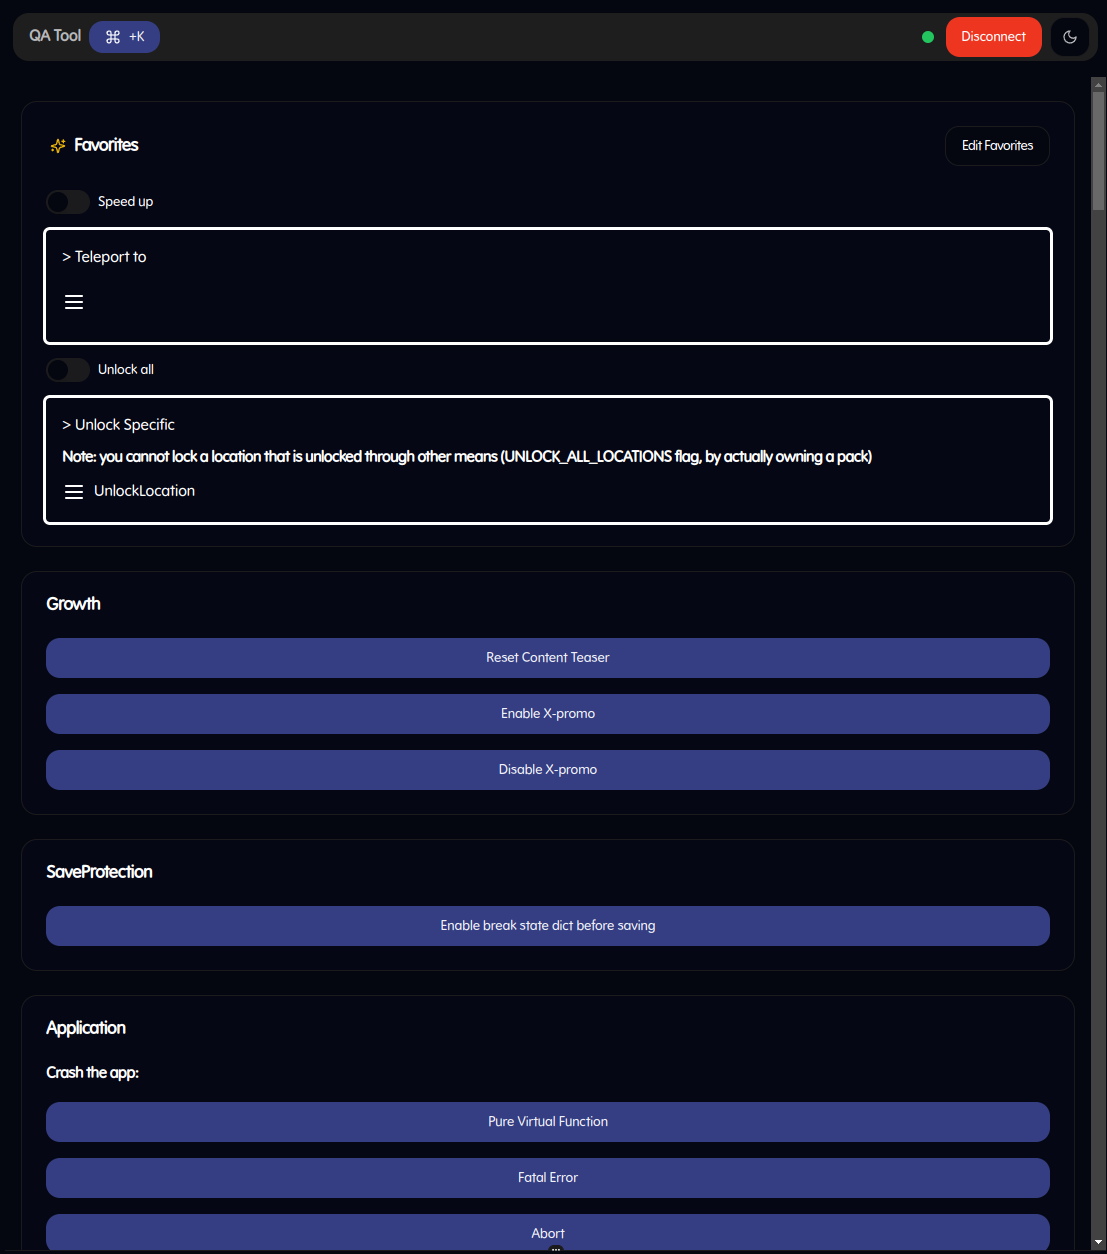 QA Tool
⌘ +K
Disconnect
Favorites
Edit Favorites
Speed up
> Teleport to
Unlock all
> Unlock Specific
Note: you cannot lock a location that is unlocked through other means (UNLOCK_ALL_LOCATIONS flag, by actually owning a pack)
UnlockLocation
Growth
Reset Content Teaser
Enable X-promo
Disable X-promo
SaveProtection
Enable break state dict before saving
Application
Crash the app:
Pure Virtual Function
Fatal Error
Abort